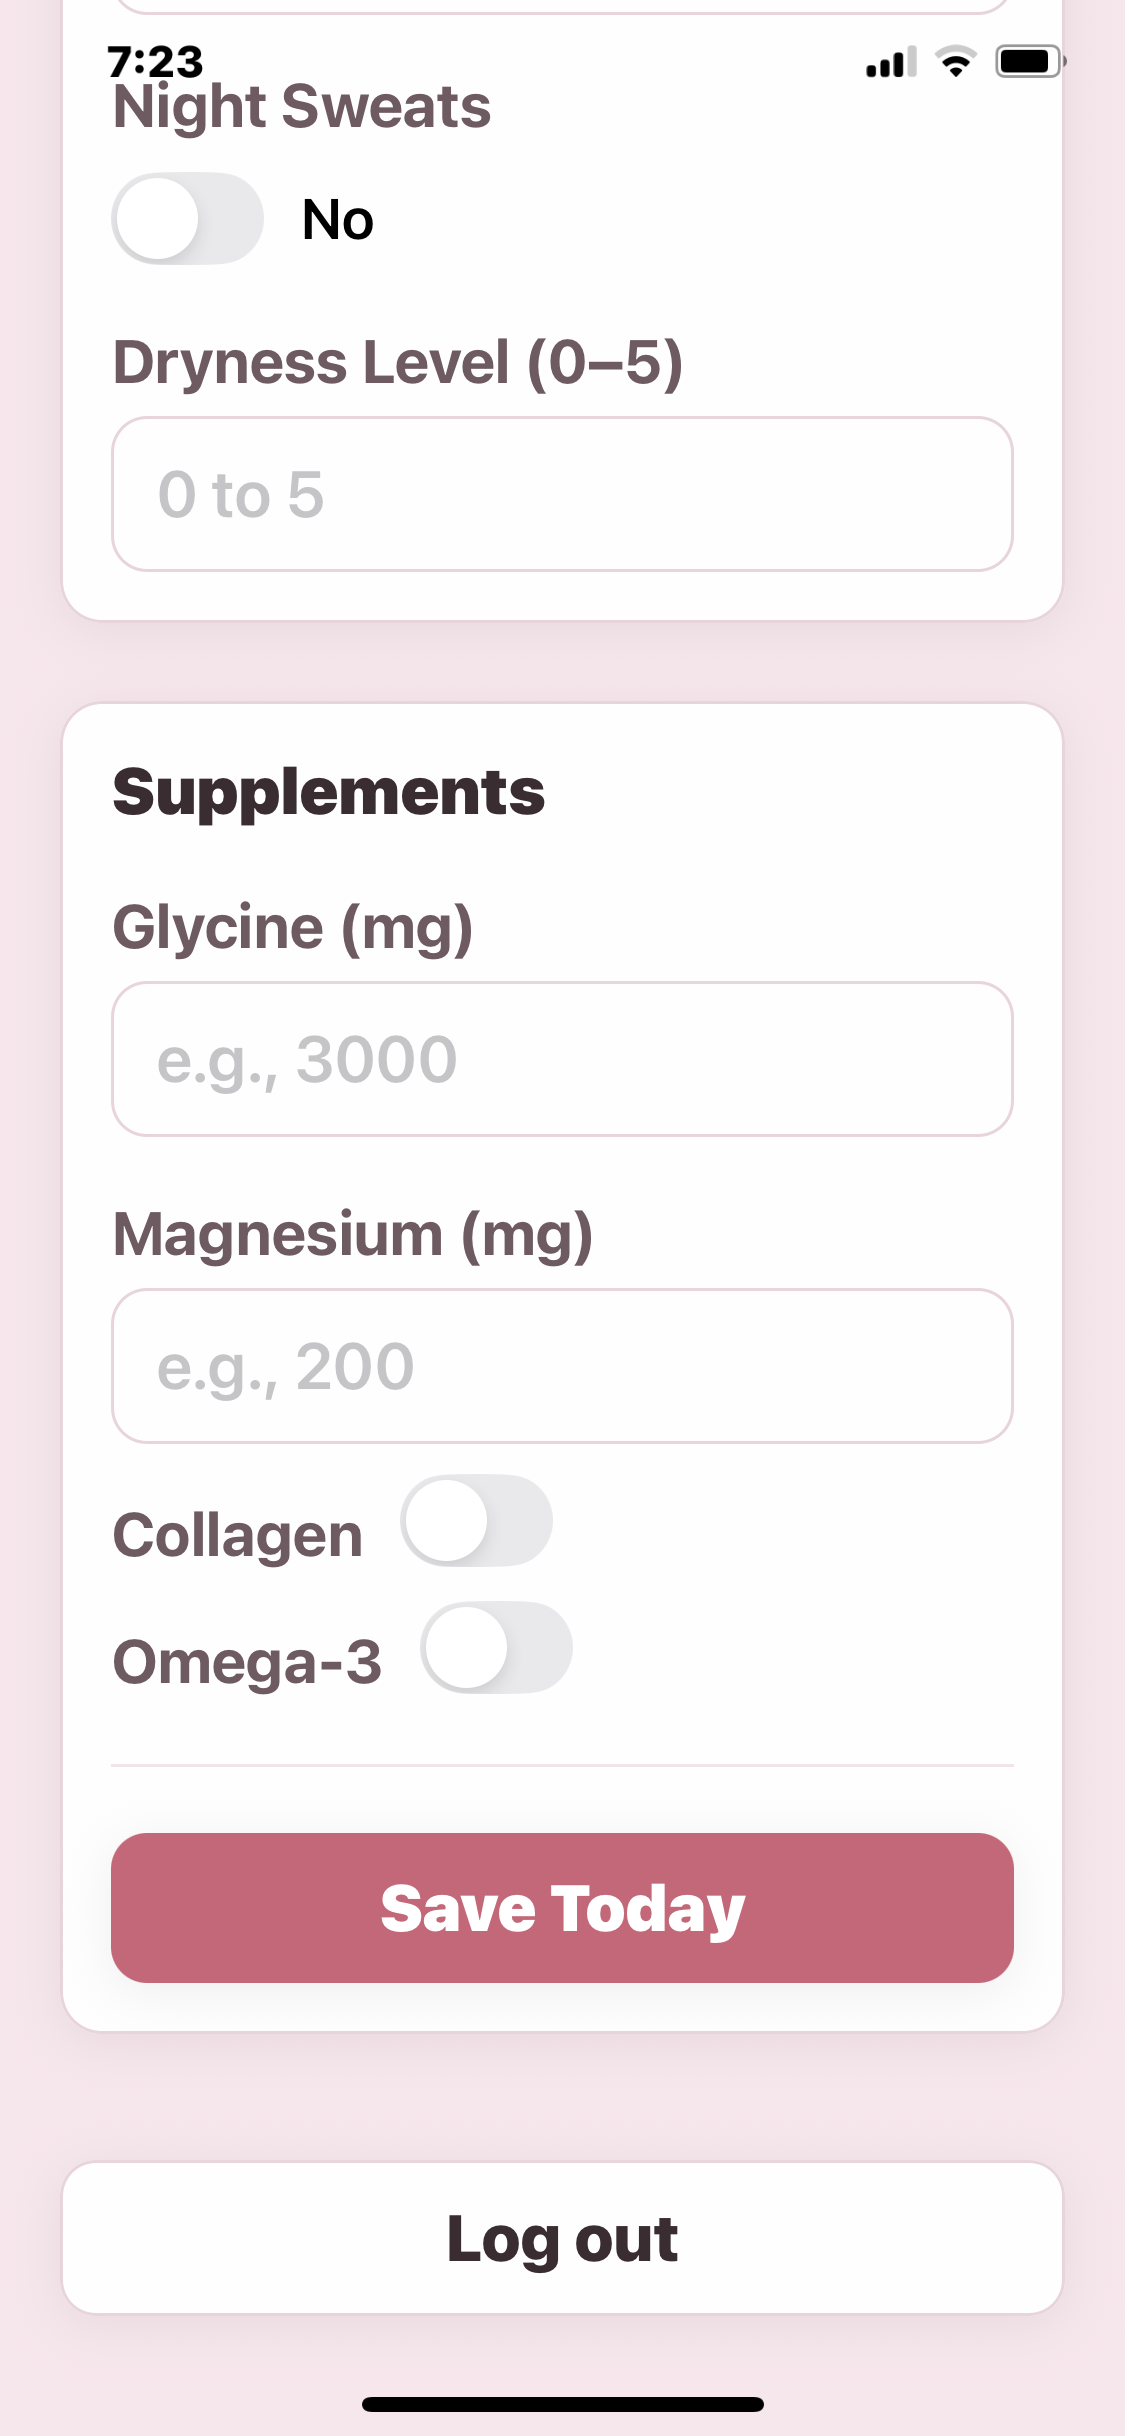 7:23
Night Sweats
No
Dryness Level (0–5)
0 to 5
Supplements
Glycine (mg)
e.g., 3000
Magnesium (mg)
e.g., 200
Collagen
Omega-3
Save Today
Log out